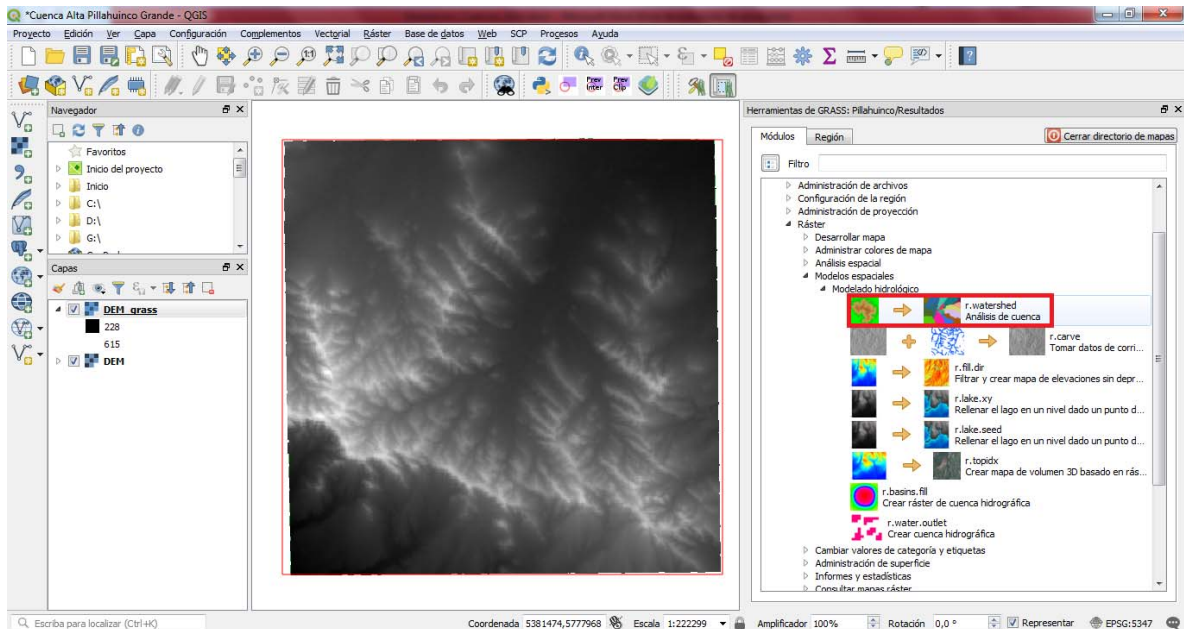 *Cuenca Alta Pillahuinco Grande - QGIS
Proyecto Edición Ver Capa Configuración Complementos Vectorial Ráster Base de datos Web SCP Procesos Ayuda
Navegador
Favoritos
Inicio del proyecto
Inicio
C:\
D:\
G:\
Capas
DEM_grass
228
615
DEM
Herramientas de GRASS: Pillahuinco/Resultados
Módulos Región Cerrar directorio de mapas
Filtro
Administración de archivos
Configuración de la región
Administración de proyección
Ráster
Desarrollar mapa
Administrar colores de mapa
Análisis espacial
Modelos espaciales
Modelado hidrológico
r.watershed
Análisis de cuenca
r.carve
Tomar datos de corri...
r.fill.dir
Filtrar y crear mapa de elevaciones sin depr...
r.lake.xy
Rellenar el lago en un nivel dado un punto d...
r.lake.seed
Rellenar el lago en un nivel dado un punto d...
r.topidx
Crear mapa de volumen 3D basado en rás...
r.basins.fill
Crear ráster de cuenca hidrográfica
r.water.outlet
Crear cuenca hidrográfica
Cambiar valores de categoría y etiquetas
Administración de superficie
Informes y estadísticas
Consultar mapas ráster
Escriba para localizar (Ctrl+K) Coordenada 5381474,5777968 Escala 1:222299 Amplificador 100% Rotación 0,0 ° Representar EPSG:5347